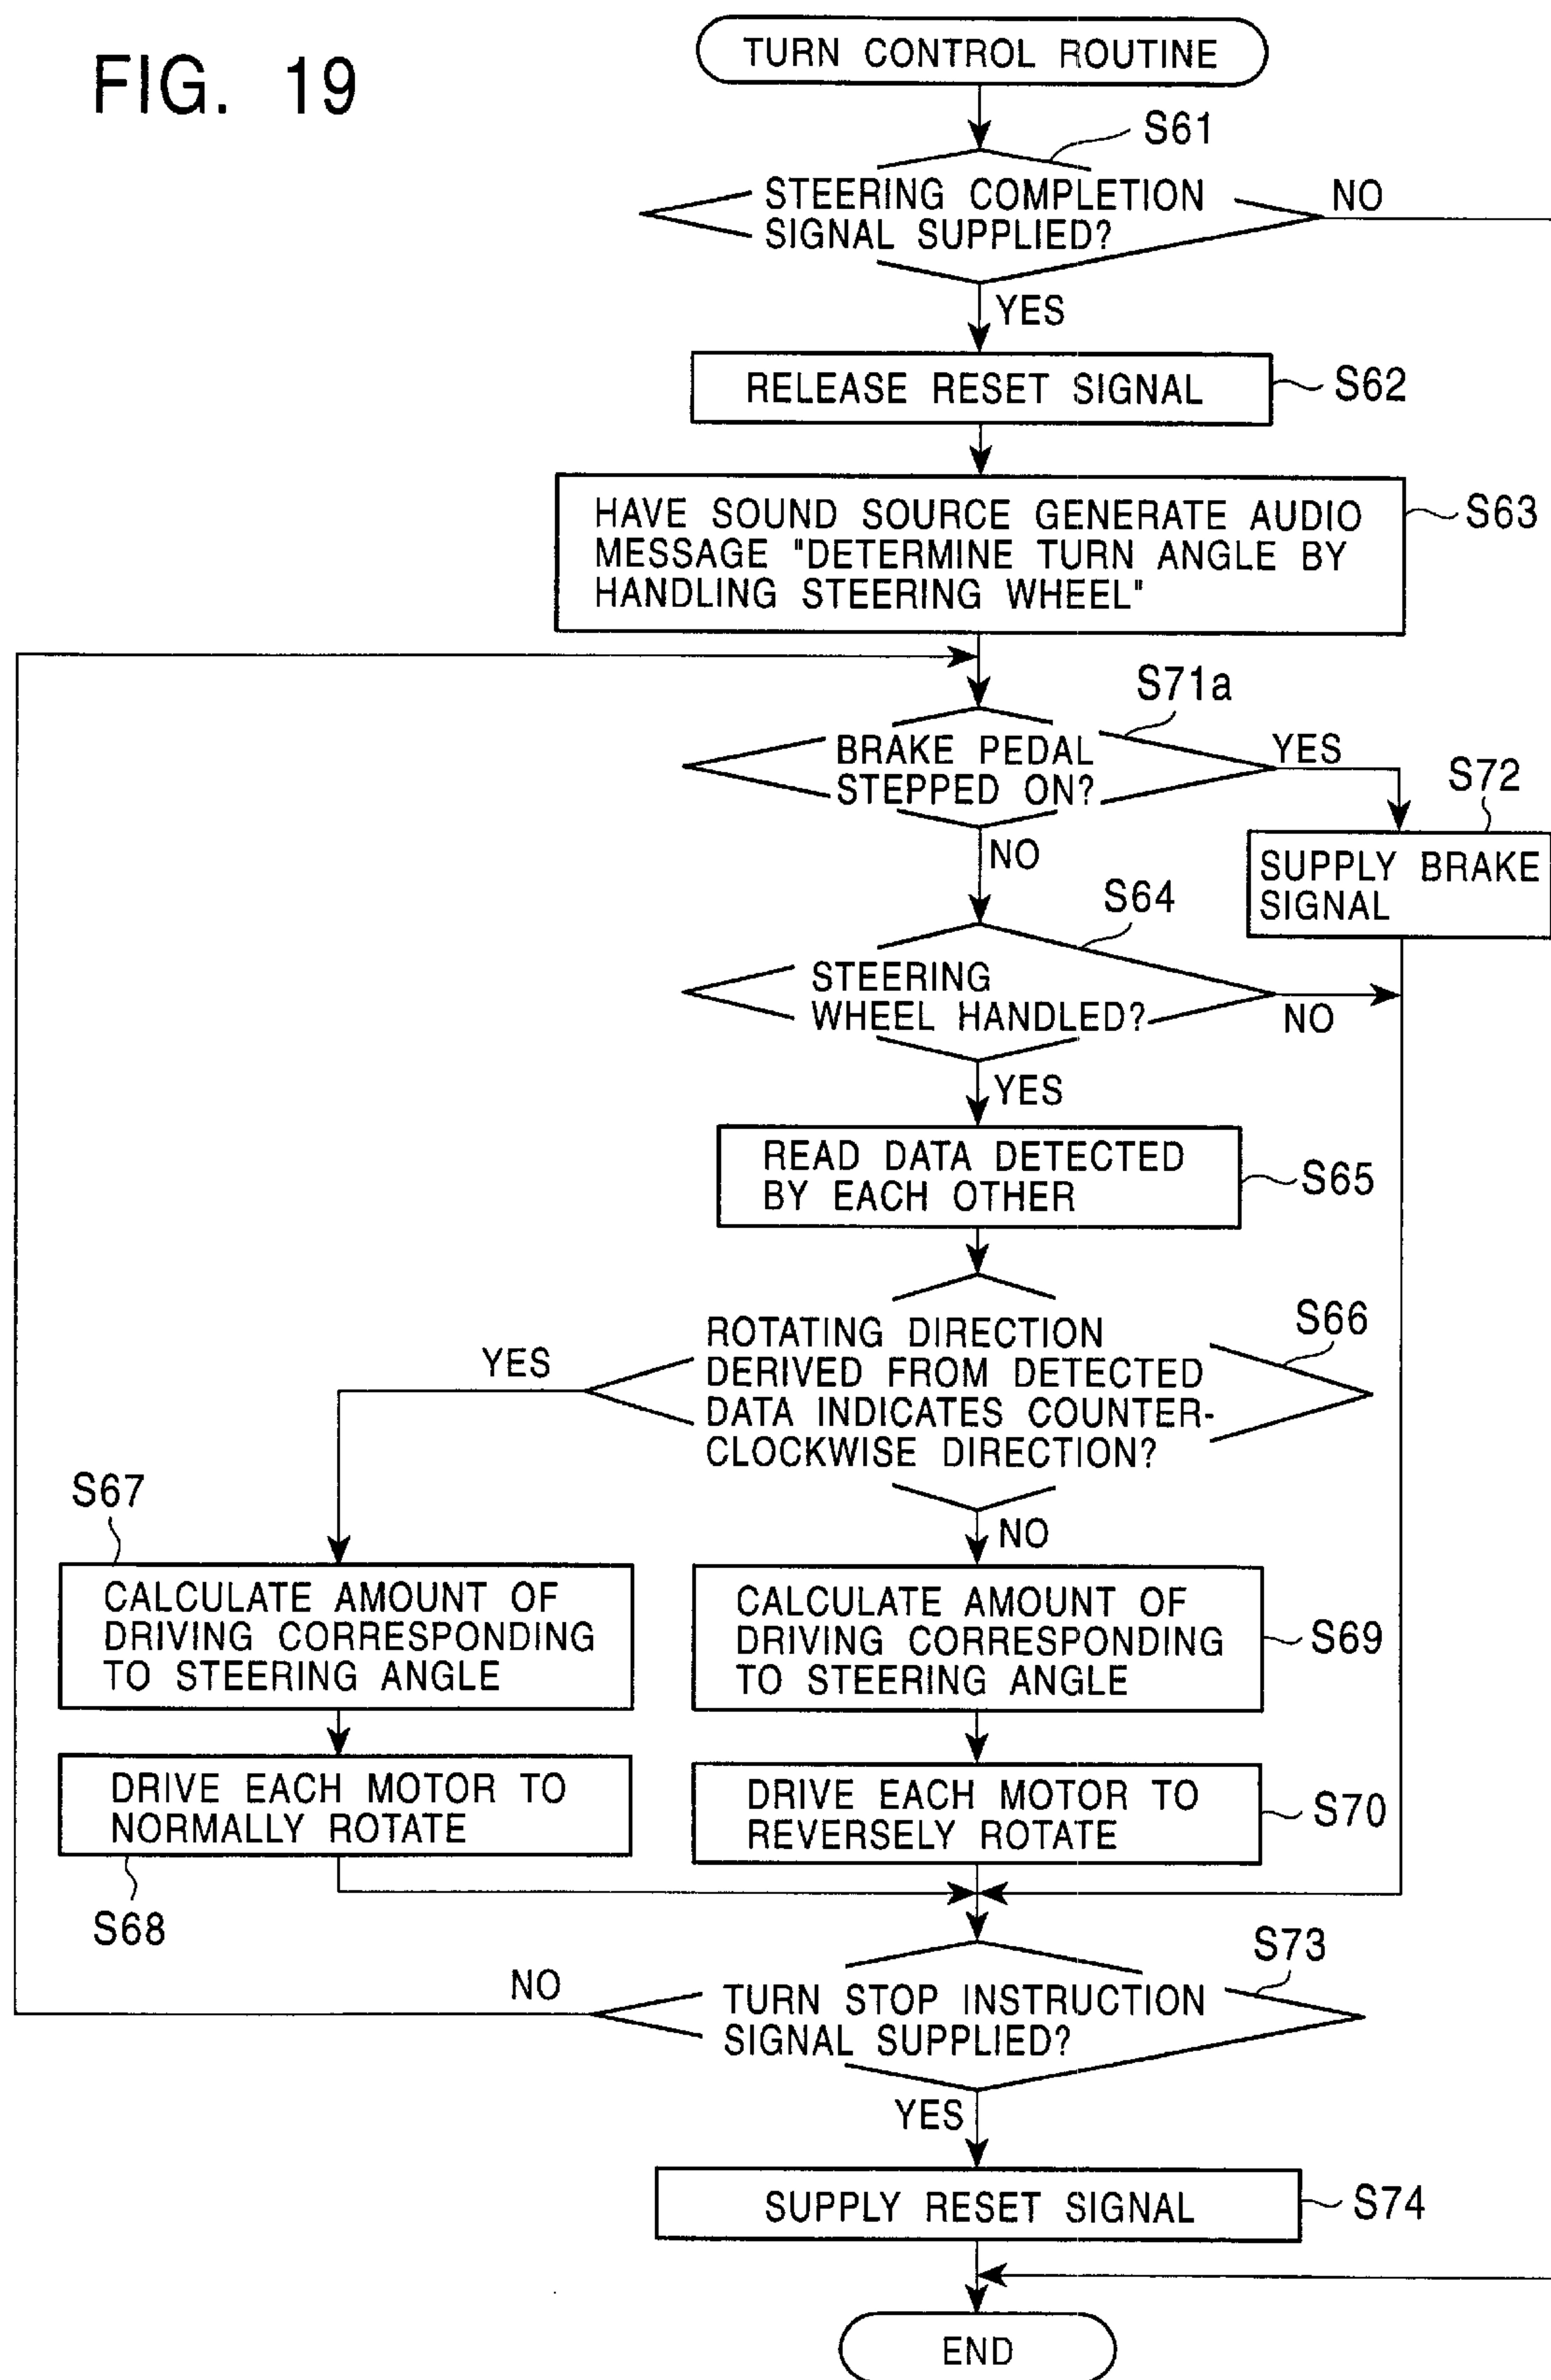 FIG. 19
TURN CONTROL ROUTINE
S61
STEERING COMPLETION
SIGNAL SUPPLIED?
NO
YES
RELEASE RESET SIGNAL
S62
HAVE SOUND SOURCE GENERATE AUDIO
MESSAGE "DETERMINE TURN ANGLE BY
HANDLING STEERING WHEEL"
S63
S71a
BRAKE PEDAL
STEPPED ON?
YES
S72
NO
SUPPLY BRAKE
SIGNAL
S64
STEERING
WHEEL HANDLED?
NO
YES
READ DATA DETECTED
BY EACH OTHER
S65
S66
ROTATING DIRECTION
DERIVED FROM DETECTED
DATA INDICATES COUNTER-
CLOCKWISE DIRECTION?
YES
S67
NO
CALCULATE AMOUNT OF
DRIVING CORRESPONDING
TO STEERING ANGLE
CALCULATE AMOUNT OF
DRIVING CORRESPONDING
TO STEERING ANGLE
S69
DRIVE EACH MOTOR TO
NORMALLY ROTATE
DRIVE EACH MOTOR TO
REVERSELY ROTATE
S70
S68
S73
NO
TURN STOP INSTRUCTION
SIGNAL SUPPLIED?
YES
SUPPLY RESET SIGNAL
S74
END